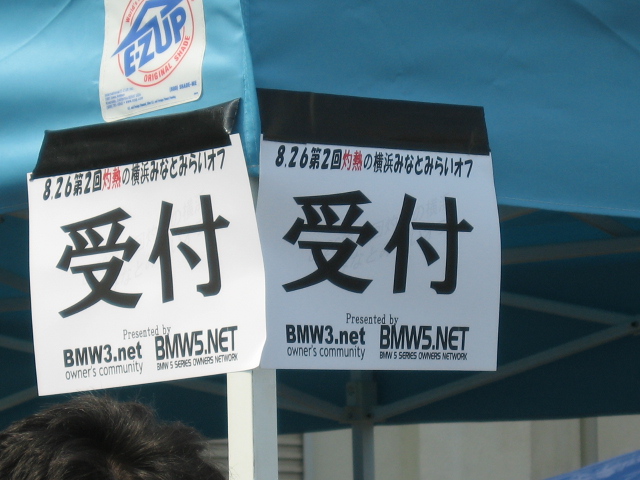 E-ZUP
ORIGINAL SHADE
8.26第2回灼熱の横浜みなとみらいオフ
受付
Presented by
BMW3.net
owner's community
BMW5.NET
BMW 5 SERIES OWNERS NETWORK
8.26第2回灼熱の横浜みなとみらいオフ
受付
Presented by
BMW3.net
owner's community
BMW5.NET
BMW 5 SERIES OWNERS NETWORK